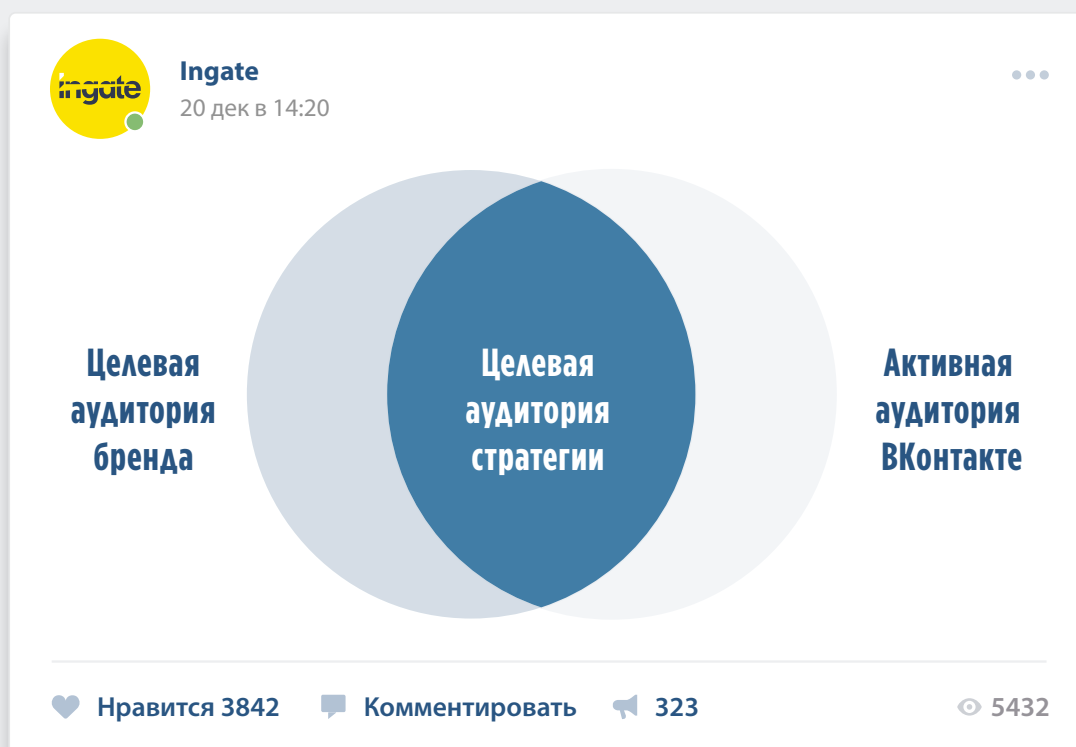 ingate
Ingate
20 дек в 14:20
Целевая
аудитория
бренда
Целевая
аудитория
стратегии
Активная
аудитория
ВКонтакте
Нравится 3842 Комментировать 323 5432